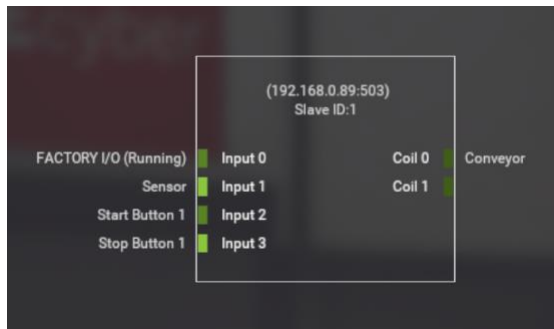 cyber
(192.168.0.89:503)
Slave ID:1
FACTORY I/O (Running) Input 0 Coil 0 Conveyor
Sensor Input 1 Coil 1
Start Button 1 Input 2
Stop Button 1 Input 3